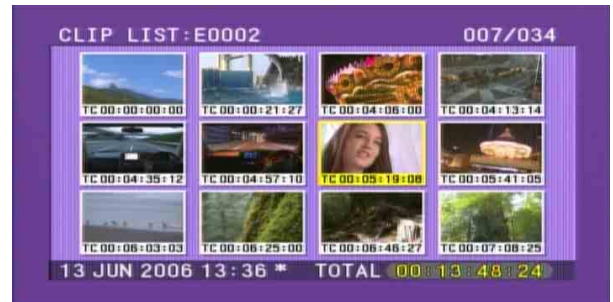 CLIP LIST:E0002 007/034
TC 00:00:00:00 TC 00:00:21:27 TC 00:04:06:00 TC 00:04:13:14
TC 00:04:35:12 TC 00:04:57:10 TC 00:05:19:08 TC 00:05:41:05
TC 00:06:03:03 TC 00:06:25:00 TC 00:06:46:27 TC 00:07:08:25
13 JUN 2006 13:36 * TOTAL 00:13:48:24